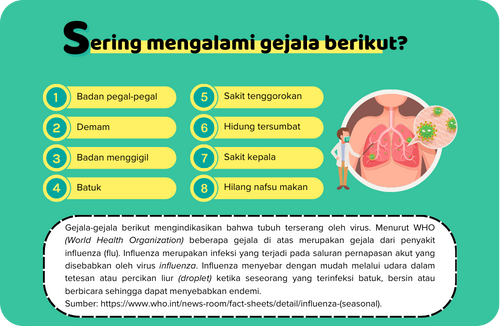 Sering mengalami gejala berikut?
1 Badan pegal-pegal
2 Demam
3 Badan menggigil
4 Batuk
5 Sakit tenggorokan
6 Hidung tersumbat
7 Sakit kepala
8 Hilang nafsu makan
Gejala-gejala berikut mengindikasikan bahwa tubuh terserang oleh virus. Menurut WHO
(World Health Organization) beberapa gejala di atas merupakan gejala dari penyakit
influenza (flu). Influenza merupakan infeksi yang terjadi pada saluran pernapasan akut yang
disebabkan oleh virus influenza. Influenza menyebar dengan mudah melalui udara dalam
tetesan atau percikan liur (droplet) ketika seseorang yang terinfeksi batuk, bersin atau
berbicara sehingga dapat menyebabkan endemi.
Sumber: https://www.who.int/news-room/fact-sheets/detail/influenza-(seasonal).